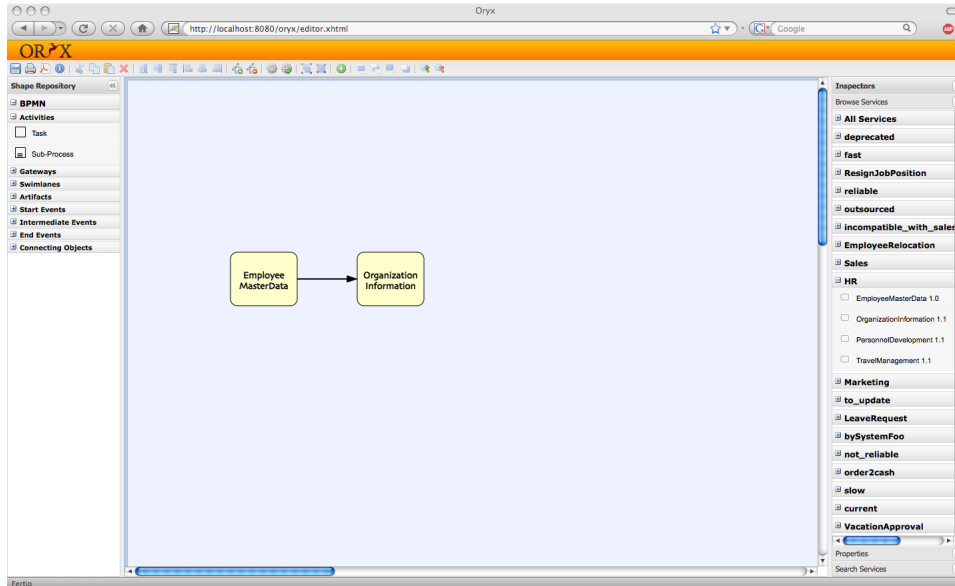 Oryx
http://localhost:8080/oryx/editor.xhtml
Google
ABP
ORYX
Shape Repository
BPMN
Activities
Task
Sub-Process
Gateways
Swimlanes
Artifacts
Start Events
Intermediate Events
End Events
Connecting Objects
Employee
MasterData
Organization
Information
Inspectors
Browse Services
All Services
deprecated
fast
ResignJobPosition
reliable
outsourced
incompatible_with_sales
EmployeeRelocation
Sales
HR
EmployeeMasterData 1.0
OrganizationInformation 1.1
PersonnelDevelopment 1.1
TravelManagement 1.1
Marketing
to_update
LeaveRequest
bySystemFoo
not_reliable
order2cash
slow
current
VacationApproval
Properties
Search Services
Fertig